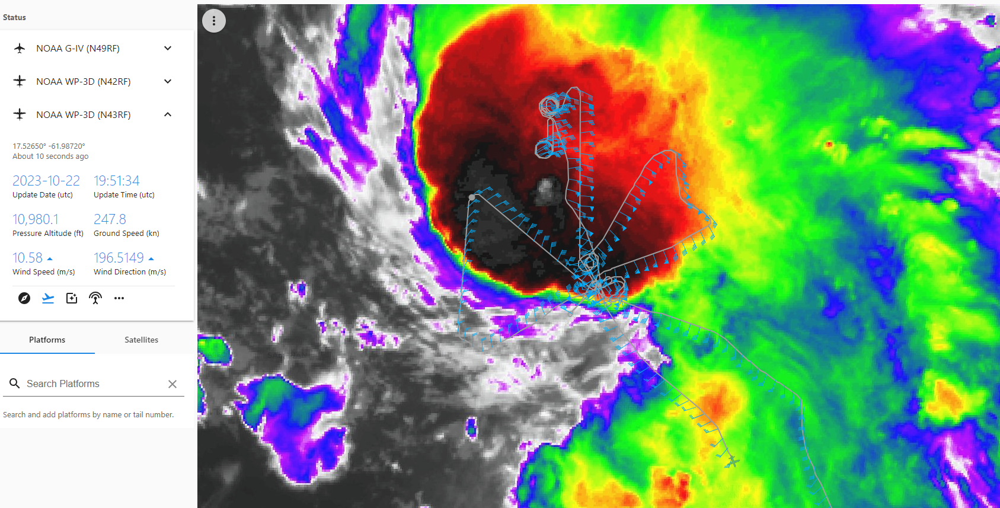 Status
NOAA G-IV (N49RF)
NOAA WP-3D (N42RF)
NOAA WP-3D (N43RF)
17.52650° -61.98720°
About 10 seconds ago
2023-10-22 19:51:34
Update Date (utc) Update Time (utc)
10,980.1 247.8
Pressure Altitude (ft) Ground Speed (kn)
10.58 196.5149
Wind Speed (m/s) Wind Direction (m/s)
Platforms Satellites
Search Platforms
Search and add platforms by name or tail number.